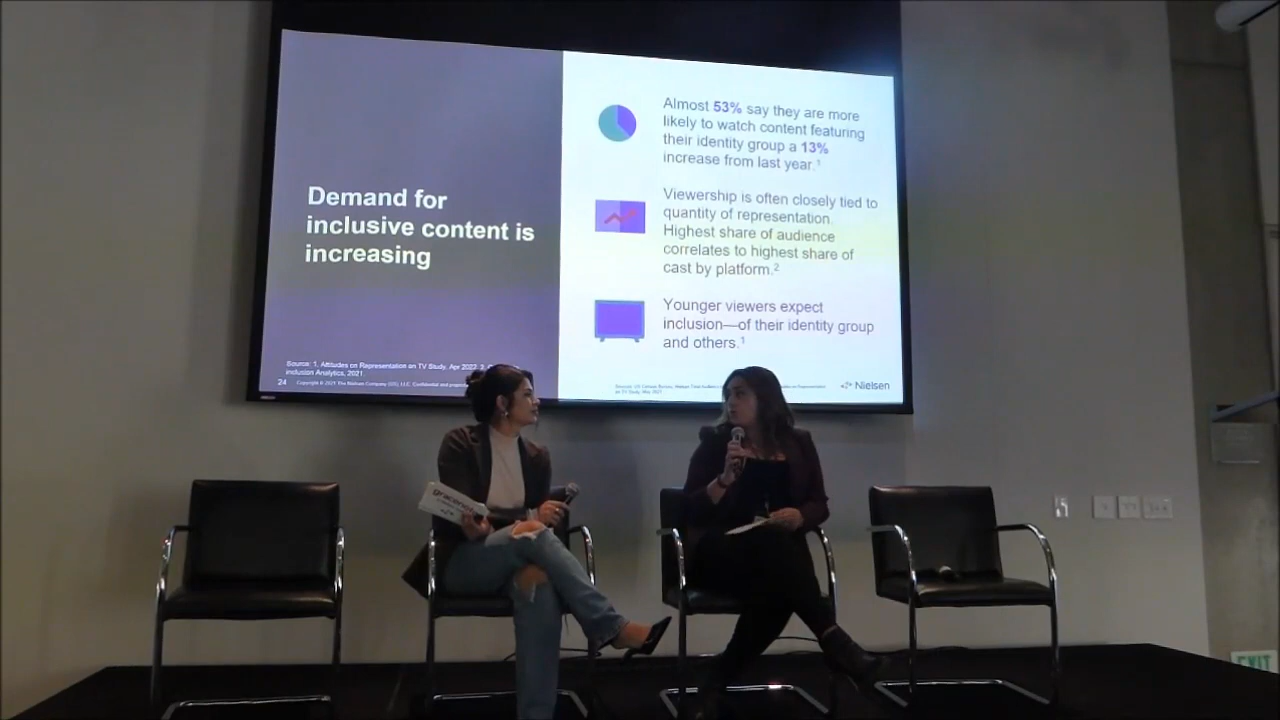 Demand for
inclusive content is
increasing
Almost 53% say they are more
likely to watch content featuring
their identity group a 13%
increase from last year.¹
Viewership is often closely tied to
quantity of representation.
Highest share of audience
correlates to highest share of
cast by platform.²
Younger viewers expect
inclusion—of their identity group
and others.¹
Source: 1. Attitudes on Representation on TV Study. Apr 2022
Inclusion Analytics, 2021.
24
Nielsen
gracenote
EXIT